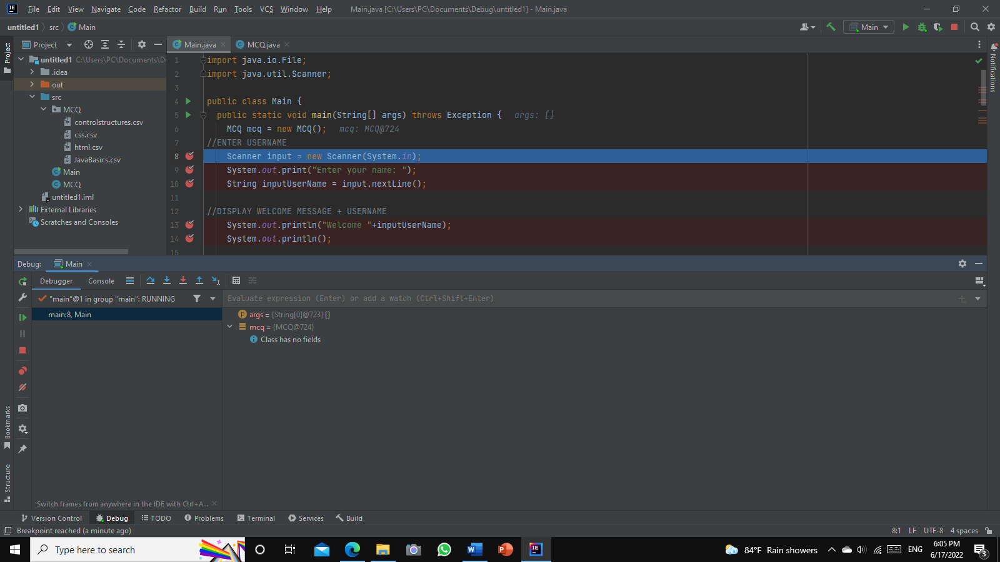 File Edit View Navigate Code Refactor Build Run Tools VCS Window Help Main.java [C:\Users\PC\Documents\Debug\untitled1] - Main.java
untitled1 src Main
Main
Project
Main.java MCQ.java
Project
Notifications
untitled1 C:\Users\PC\Documents\De
.idea
out
src
MCQ
controlstructures.csv
css.csv
html.csv
JavaBasics.csv
Main
MCQ
untitled1.iml
External Libraries
Scratches and Consoles
1 import java.io.File;
2 import java.util.Scanner;
3
4 public class Main {
5 public static void main(String[] args) throws Exception { args: []
6 MCQ mcq = new MCQ(); mcq: MCQ@724
7 //ENTER USERNAME
8 Scanner input = new Scanner(System.in);
9 System.out.print("Enter your name: ");
10 String inputUserName = input.nextLine();
11
12 //DISPLAY WELCOME MESSAGE + USERNAME
13 System.out.println("Welcome "+inputUserName);
14 System.out.println();
15
Debug: Main
Debugger Console
"main"@1 in group "main": RUNNING
Evaluate expression (Enter) or add a watch (Ctrl+Shift+Enter)
main:8, Main
args = {String[0]@723} []
mcq = {MCQ@724}
Class has no fields
Bookmarks
Structure
Switch frames from anywhere in the IDE with Ctrl+A...
Version Control Debug TODO Problems Terminal Services Build
Breakpoint reached (a minute ago)
8:1 LF UTF-8 4 spaces
Type here to search
84°F Rain showers
ENG
6:05 PM
6/17/2022
3